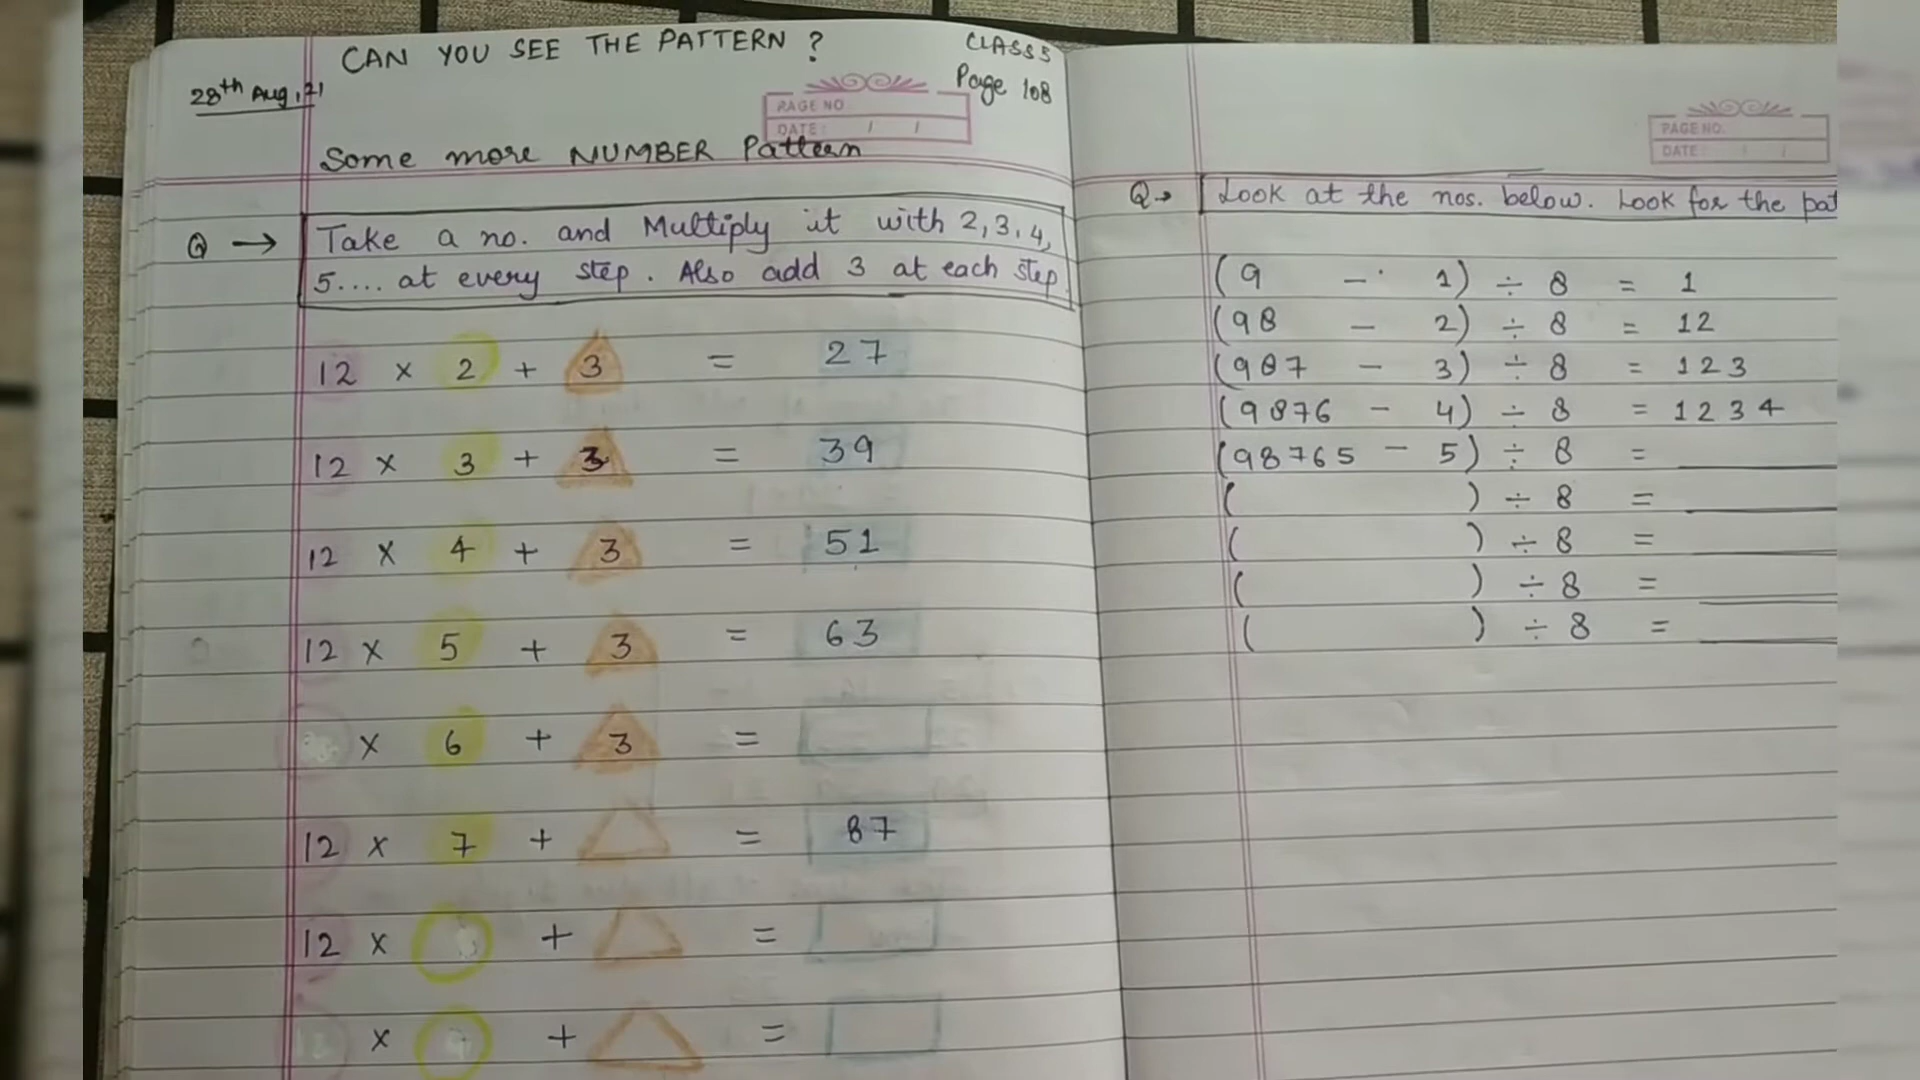 CAN YOU SEE THE PATTERN ?
CLASS 5
Page 108
28th Aug, 21
PAGE NO
DATE: / /
Some more NUMBER Pattern
Q → Take a no. and Multiply it with 2, 3, 4,
5.... at every step. Also add 3 at each step.
12 × 2 + 3 = 27
12 × 3 + 3 = 39
12 × 4 + 3 = 51
12 × 5 + 3 = 63
× 6 + 3 =
12 × 7 + = 87
12 × + =
× + =
PAGE NO.
DATE: / /
Q→ Look at the nos. below. Look for the pat
(9 - 1) ÷ 8 = 1
(98 - 2) ÷ 8 = 12
(987 - 3) ÷ 8 = 123
(9876 - 4) ÷ 8 = 1234
(98765 - 5) ÷ 8 =
( ) ÷ 8 =
( ) ÷ 8 =
( ) ÷ 8 =
( ) ÷ 8 =